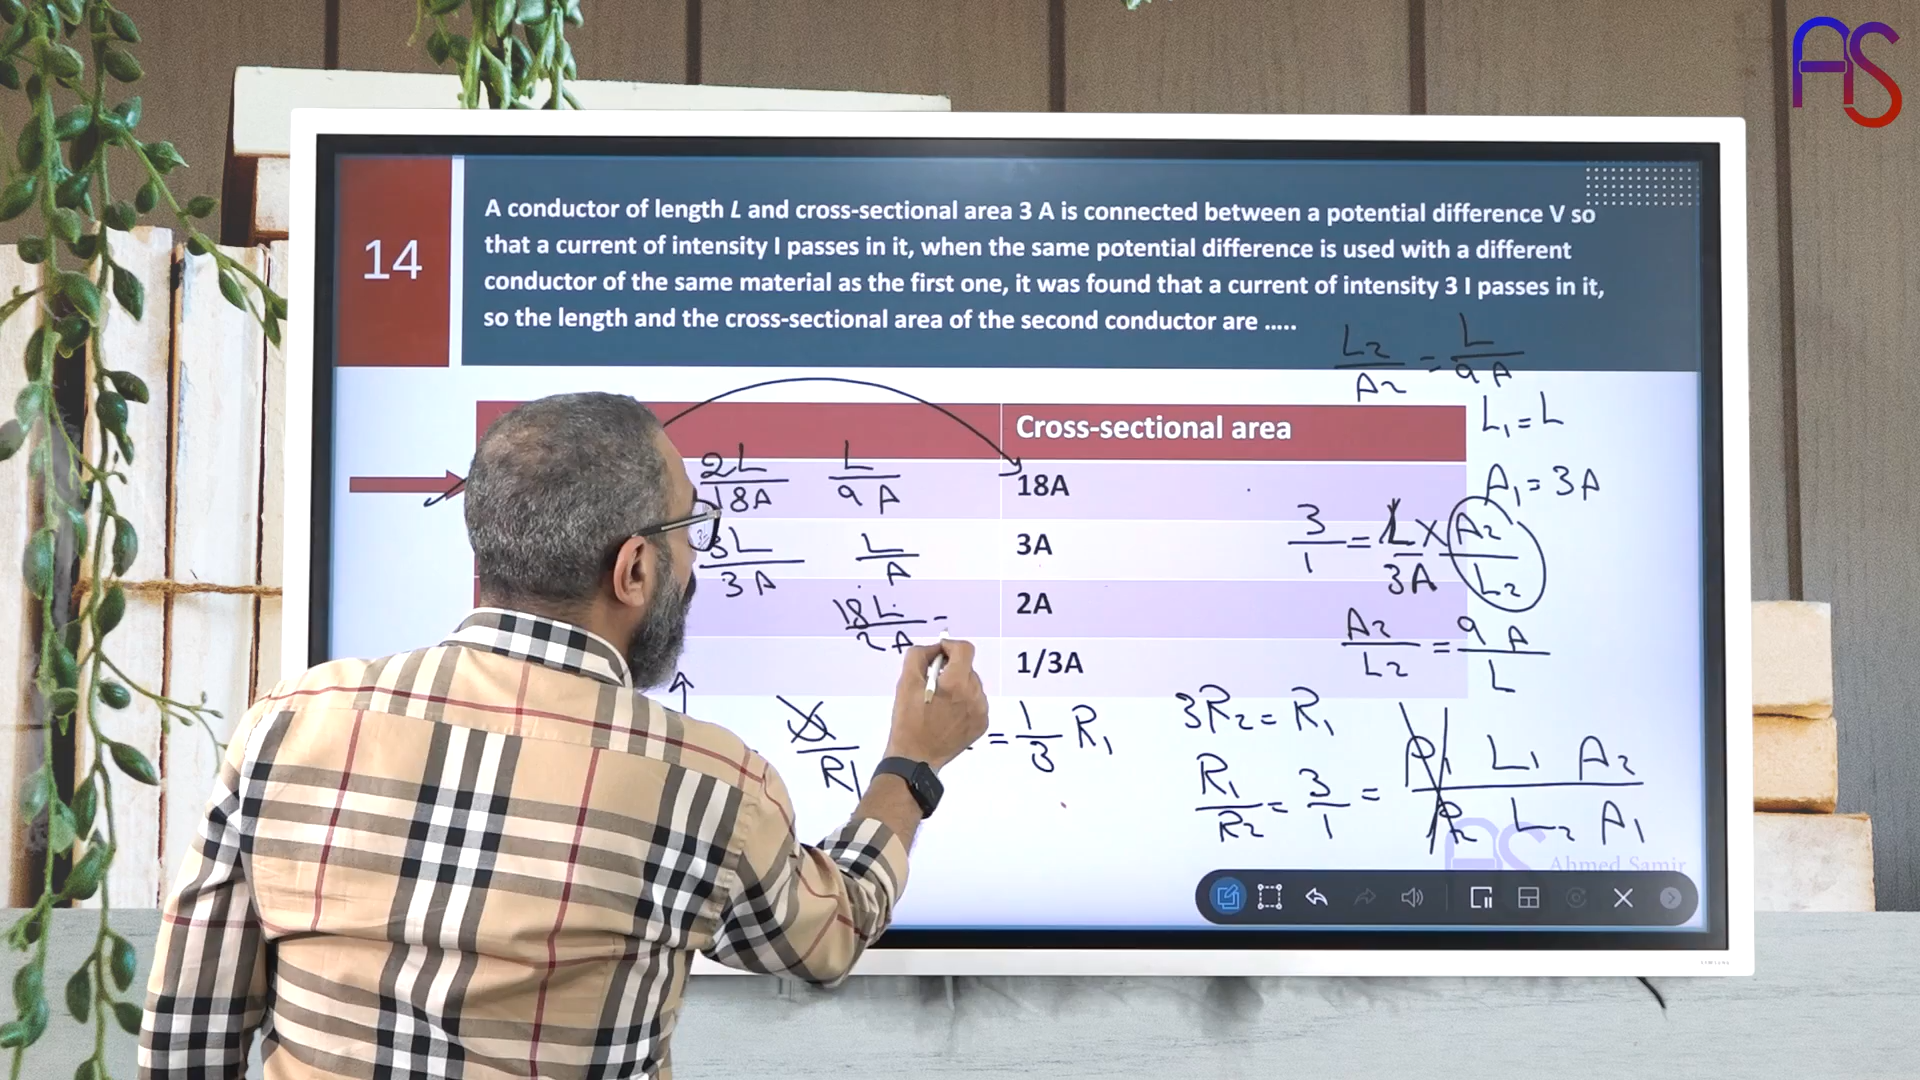 AS
14
A conductor of length L and cross-sectional area 3 A is connected between a potential difference V so
that a current of intensity I passes in it, when the same potential difference is used with a different
conductor of the same material as the first one, it was found that a current of intensity 3 I passes in it,
so the length and the cross-sectional area of the second conductor are .....
L2/A2 = L/9A
L1 = L
A1 = 3A
Cross-sectional area
2L/18A L/9A
18A
3L/3A L/A
3A
18L/2A =
2A
1/3A
3/1 = L/3A × A2/L2
A2/L2 = 9A/L
R1
= 1/3 R1
3R2 = R1
R1/R2 = 3/1 = L1 A2 / L2 A1
AS
Ahmed Samir
SAMSUNG